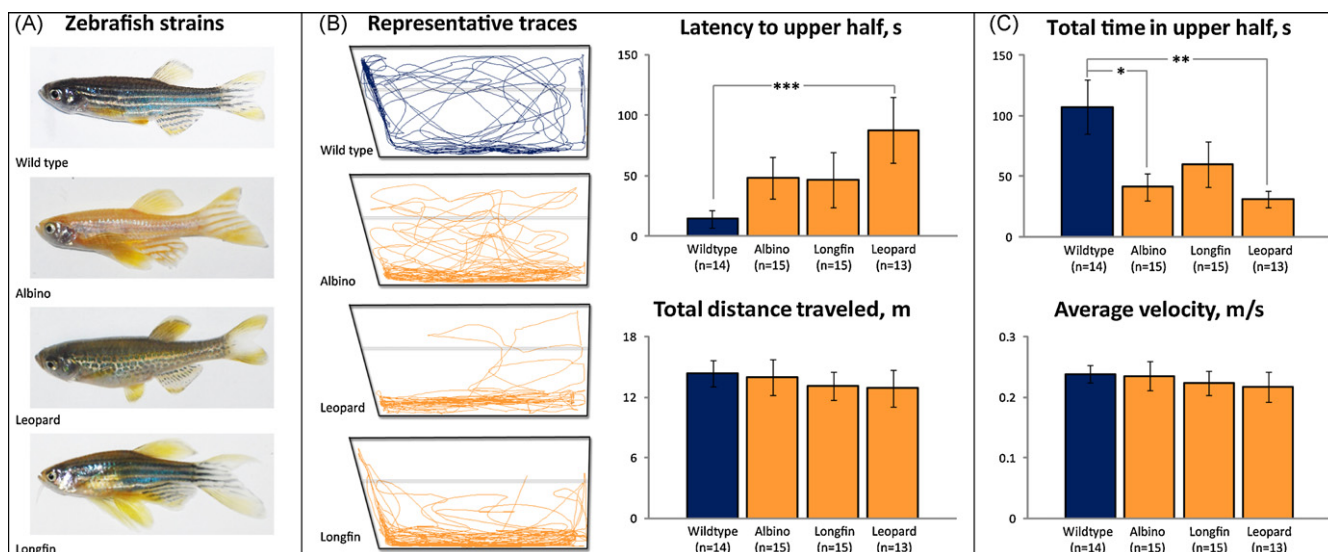 (A)
Zebrafish strains
Wild type
Albino
Leopard
Longfin
(B)
Representative traces
Wild type
Albino
Leopard
Longfin
Latency to upper half, s
150
100
50
0
***
Wildtype Albino Longfin Leopard
(n=14) (n=15) (n=15) (n=13)
Total distance traveled, m
18
12
6
0
Wildtype Albino Longfin Leopard
(n=14) (n=15) (n=15) (n=13)
(C)
Total time in upper half, s
150
100
50
0
**
*
Wildtype Albino Longfin Leopard
(n=14) (n=15) (n=15) (n=13)
Average velocity, m/s
0.3
0.2
0.1
0
Wildtype Albino Longfin Leopard
(n=14) (n=15) (n=15) (n=13)